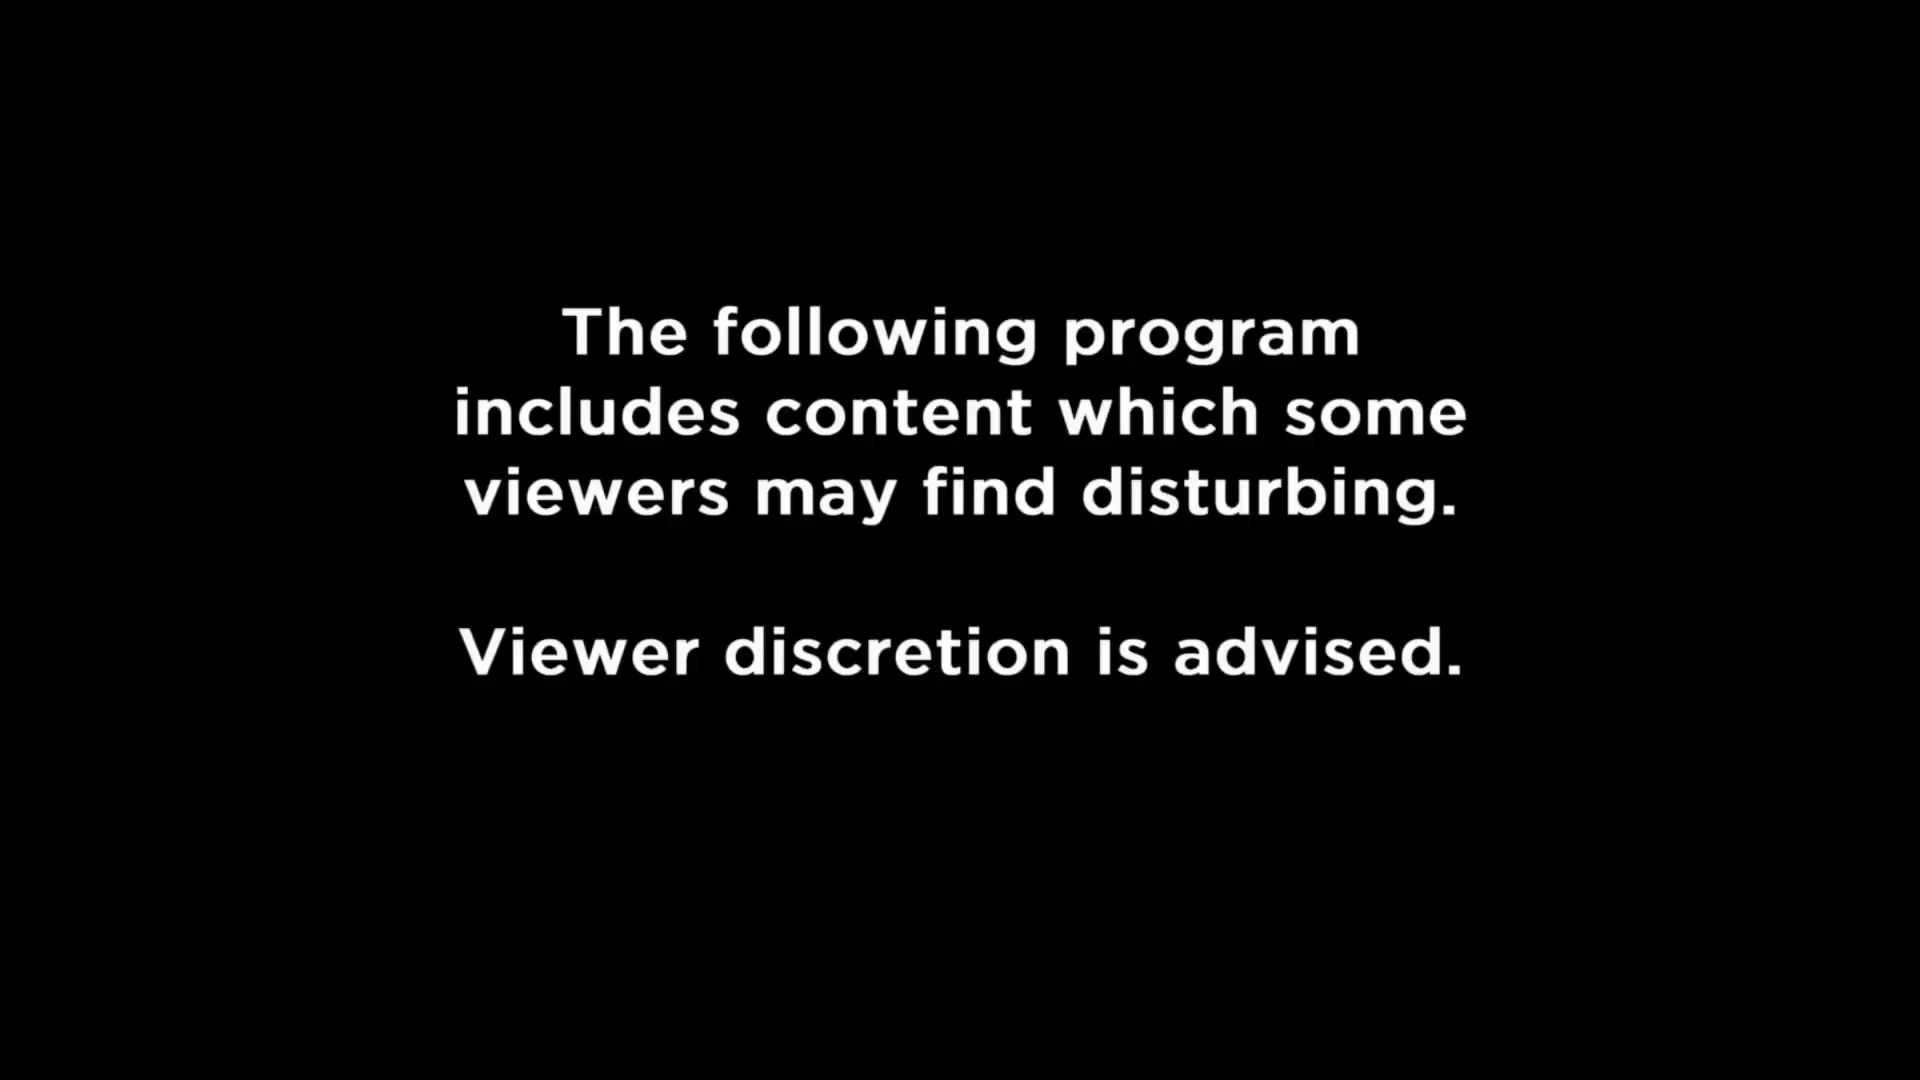 The following program
includes content which some
viewers may find disturbing.
Viewer discretion is advised.